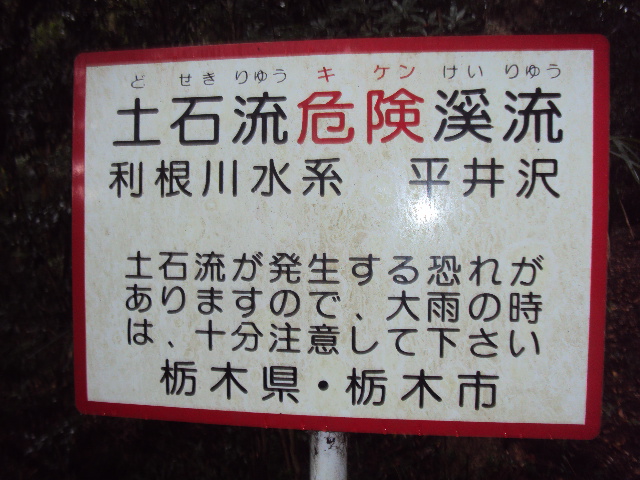 ど せき りゅう キ ケン けい りゅう
土石流危険溪流
利根川水系 平井沢
土石流が発生する恐れが
ありますので、大雨の時
は、十分注意して下さい
栃木県・栃木市